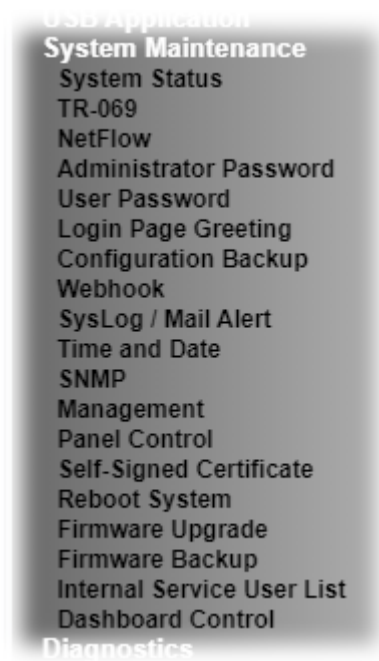 USB Application
System Maintenance
System Status
TR-069
NetFlow
Administrator Password
User Password
Login Page Greeting
Configuration Backup
Webhook
SysLog / Mail Alert
Time and Date
SNMP
Management
Panel Control
Self-Signed Certificate
Reboot System
Firmware Upgrade
Firmware Backup
Internal Service User List
Dashboard Control
Diagnostics